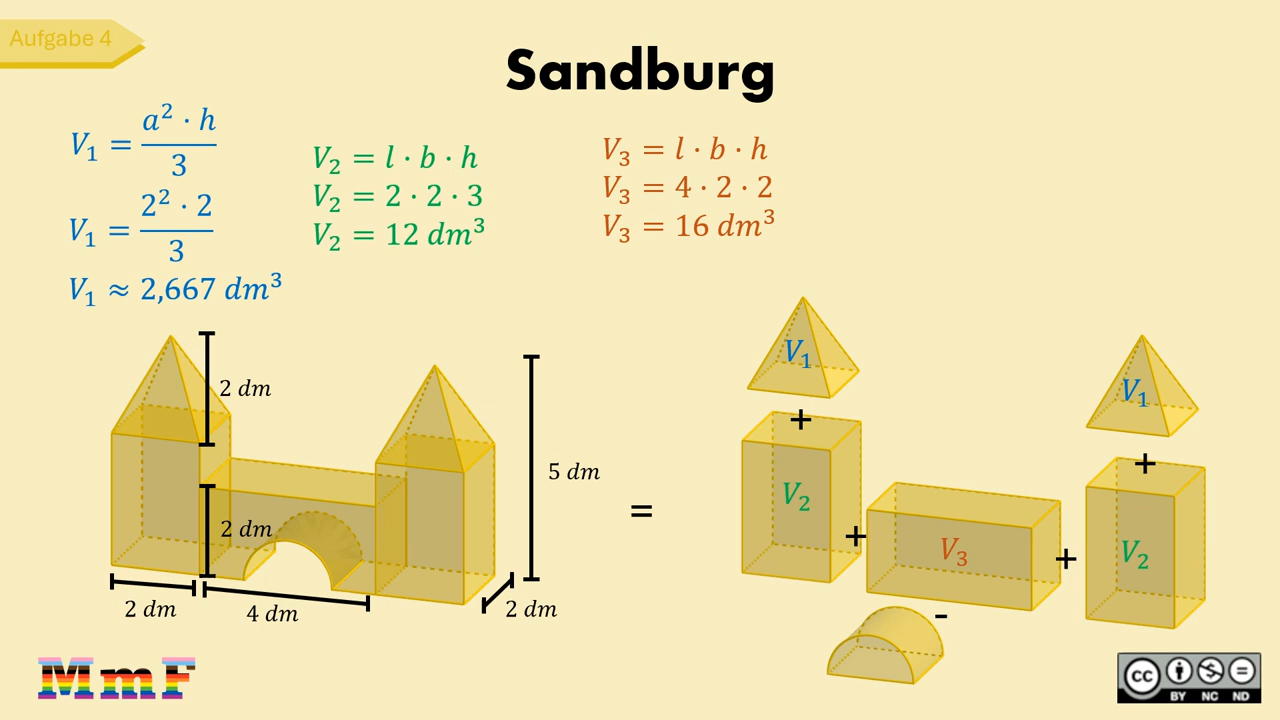 Aufgabe 4
Sandburg
V₁ = a² · h / 3
V₁ = 2² · 2 / 3
V₁ ≈ 2,667 dm³
V₂ = l · b · h
V₂ = 2 · 2 · 3
V₂ = 12 dm³
V₃ = l · b · h
V₃ = 4 · 2 · 2
V₃ = 16 dm³
2 dm
5 dm
2 dm
2 dm
4 dm
2 dm
=
V₁
+
V₂
+
V₃
-
+
V₁
+
V₂
MmF
CC BY NC ND